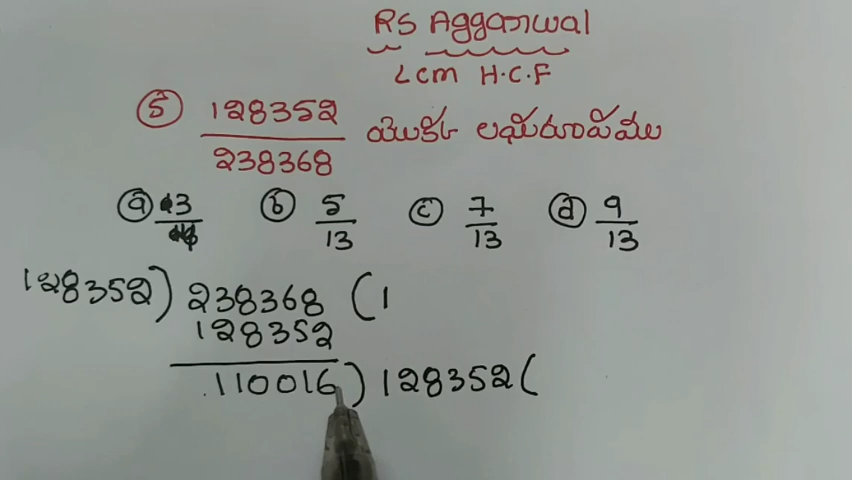 RS Aggarwal
LCM H.C.F
⑤ 128352/238368 యొక్క లఘురూపము
ⓐ 3/ ⓑ 5/13 ⓒ 7/13 ⓓ 9/13
128352) 238368 (1
128352
110016) 128352 (